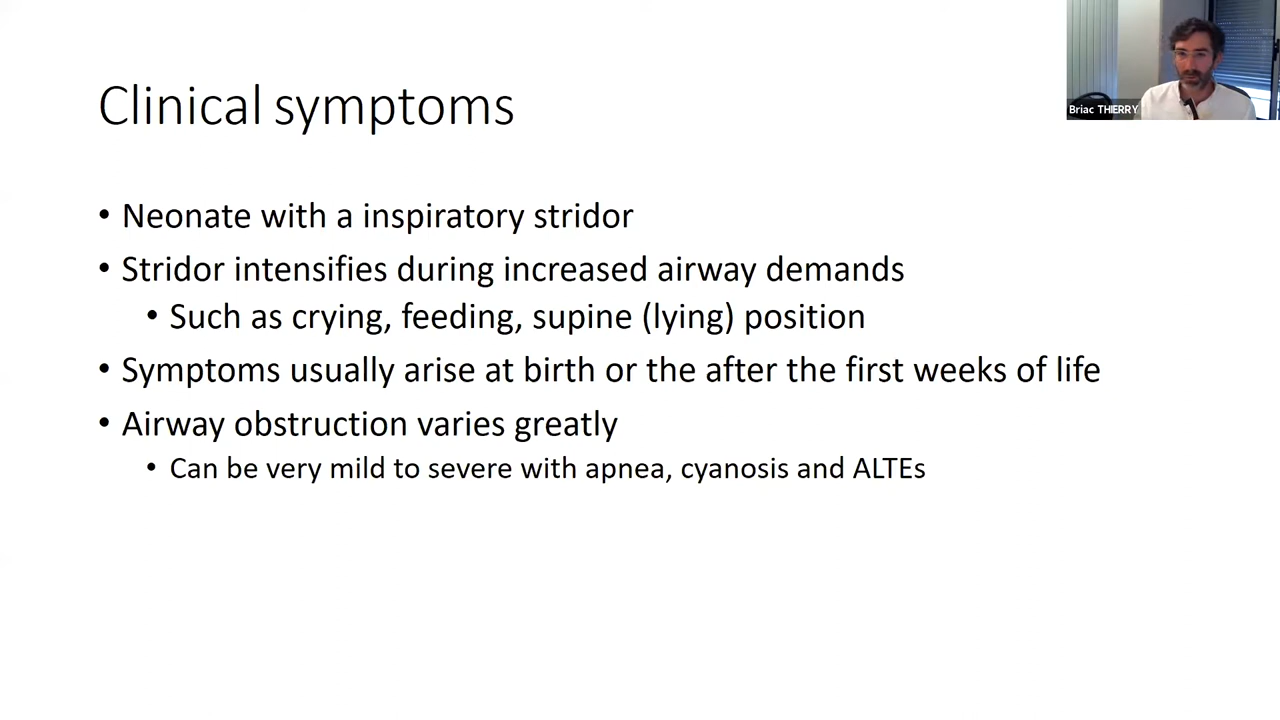 Clinical symptoms
Briac THIERRY
• Neonate with a inspiratory stridor
• Stridor intensifies during increased airway demands
• Such as crying, feeding, supine (lying) position
• Symptoms usually arise at birth or the after the first weeks of life
• Airway obstruction varies greatly
• Can be very mild to severe with apnea, cyanosis and ALTEs